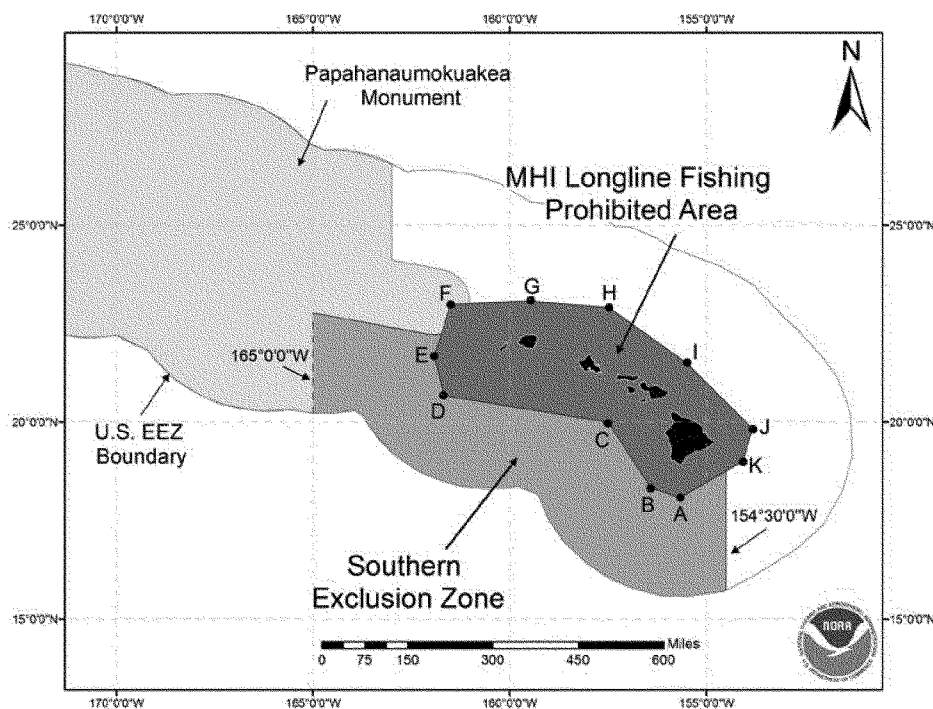 170°0'0"W 165°0'0"W 160°0'0"W 155°0'0"W
N
Papahanaumokuakea
Monument
MHI Longline Fishing
Prohibited Area
25°0'0"N 25°0'0"N
F G H
I
E
165°0'0"W
D
C
J
20°0'0"N 20°0'0"N
U.S. EEZ
Boundary
K
B A
154°30'0"W
Southern
Exclusion Zone
15°0'0"N 15°0'0"N
Miles
0 75 150 300 450 600
NOAA
170°0'0"W 165°0'0"W 160°0'0"W 155°0'0"W